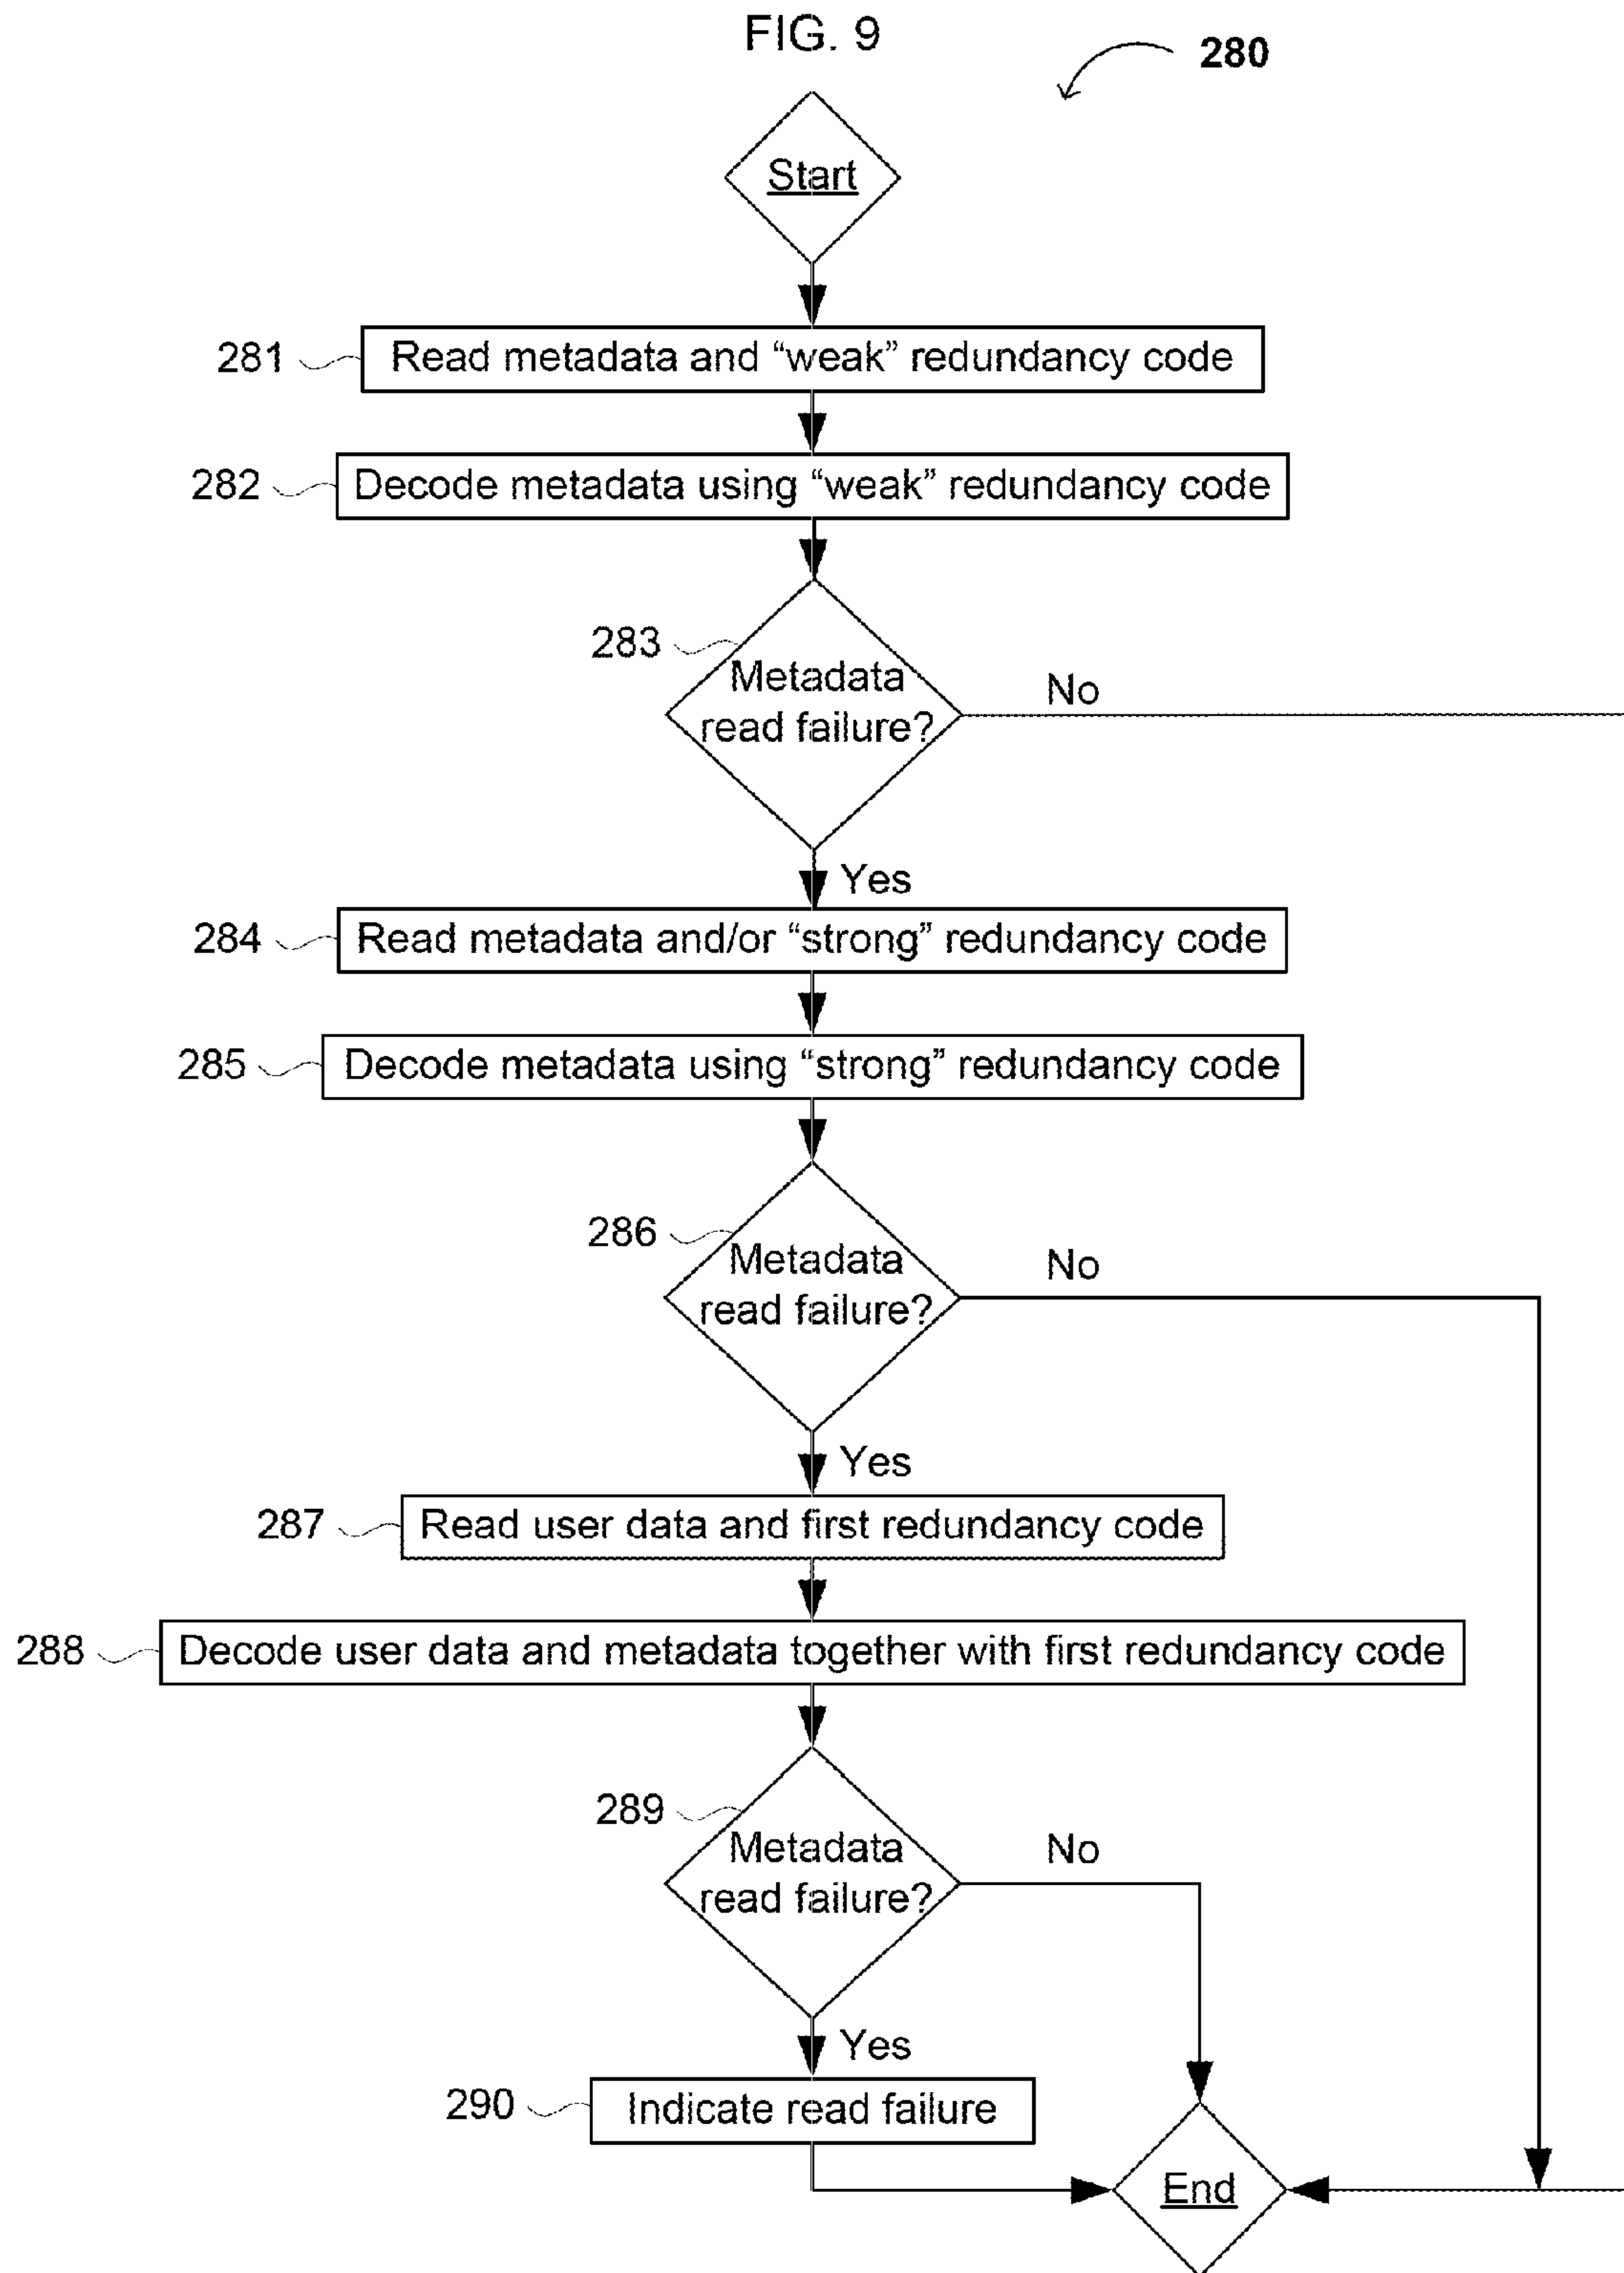 FIG. 9
280
Start
281 Read metadata and “weak” redundancy code
282 Decode metadata using “weak” redundancy code
283
Metadata
read failure?
No
Yes
284 Read metadata and/or “strong” redundancy code
285 Decode metadata using “strong” redundancy code
286
Metadata
read failure?
No
Yes
287 Read user data and first redundancy code
288 Decode user data and metadata together with first redundancy code
289
Metadata
read failure?
No
Yes
290 Indicate read failure
End